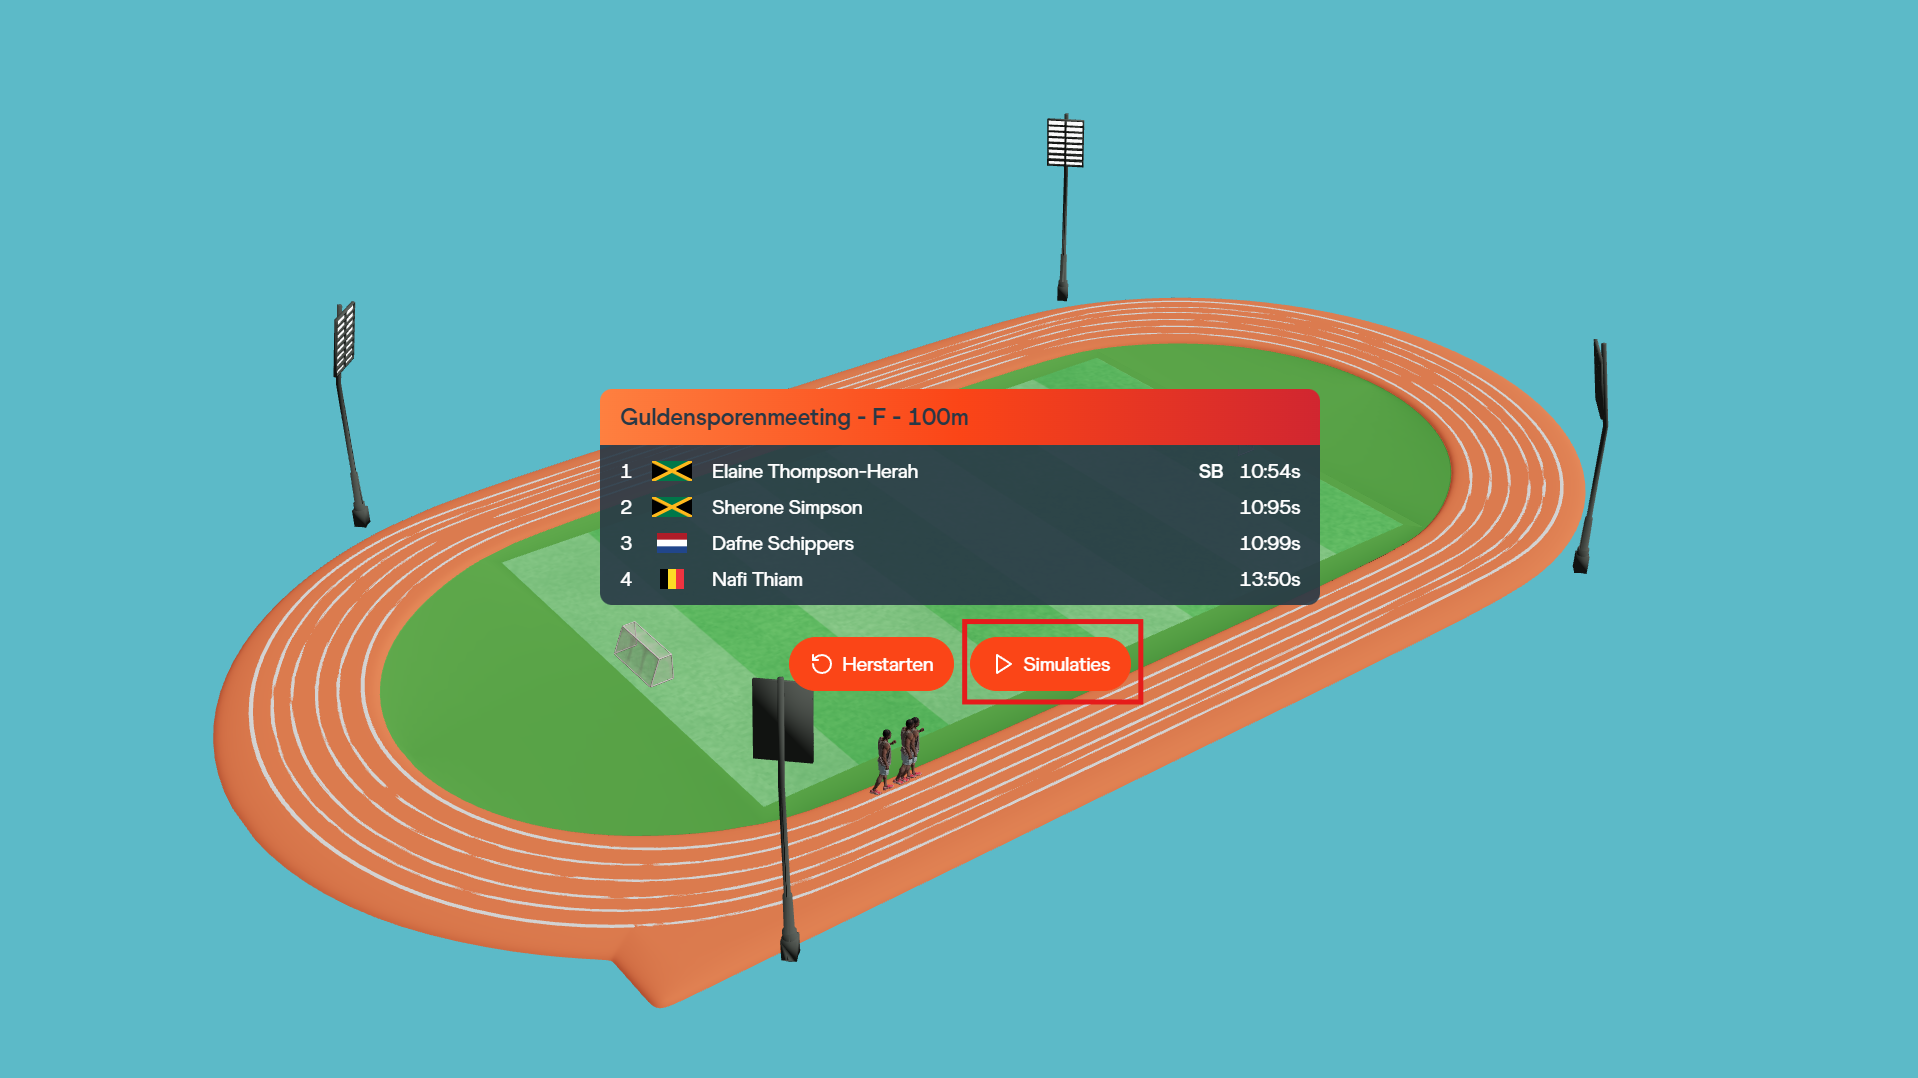 Guldensporenmeeting - F - 100m
1 Elaine Thompson-Herah SB 10:54s
2 Sherone Simpson 10:95s
3 Dafne Schippers 10:99s
4 Nafi Thiam 13:50s
Herstarten Simulaties